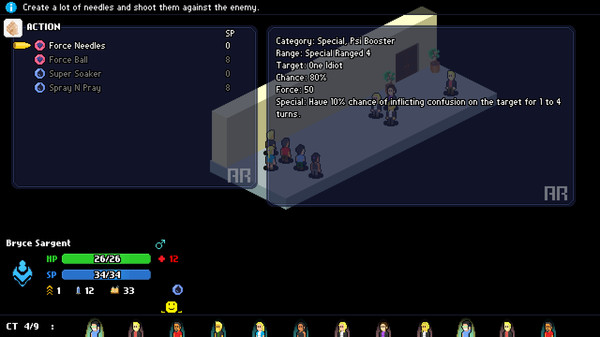 Create a lot of needles and shoot them against the enemy.
ACTION
SP
Force Needles 0
Force Ball 8
Super Soaker 0
Spray N Pray 8
AR
Category: Special, Psi Booster
Range: Special Ranged 4
Target: One Idiot
Chance: 80%
Force: 50
Special: Have 10% chance of inflicting confusion on the target for 1 to 4
turns.
AR
Bryce Sargent
HP 26/26 12
SP 34/34
1 12 33
CT 4/9 :